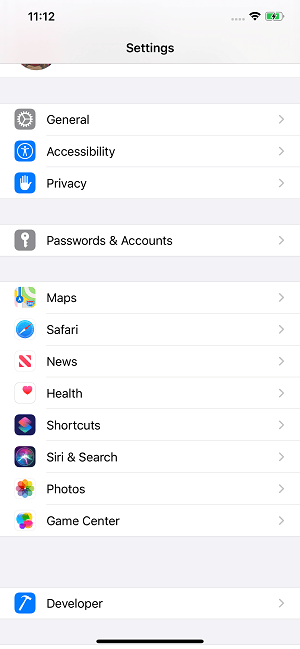 11:12
Settings
General
Accessibility
Privacy
Passwords & Accounts
Maps
Safari
News
Health
Shortcuts
Siri & Search
Photos
Game Center
Developer